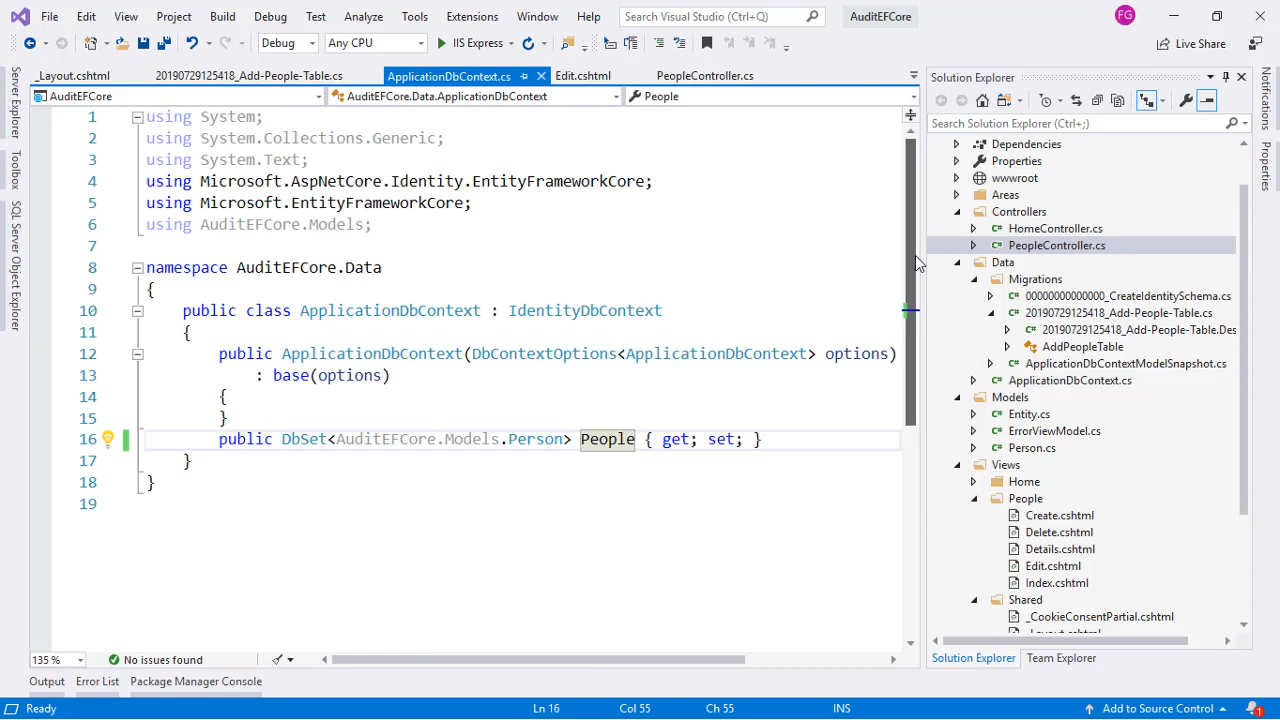 File Edit View Project Build Debug Test Analyze Tools Extensions Window Help Search Visual Studio (Ctrl+Q) AuditEFCore FG
Debug Any CPU IIS Express Live Share
_Layout.cshtml 20190729125418_Add-People-Table.cs ApplicationDbContext.cs Edit.cshtml PeopleController.cs
AuditEFCore AuditEFCore.Data.ApplicationDbContext People
1 using System;
2 using System.Collections.Generic;
3 using System.Text;
4 using Microsoft.AspNetCore.Identity.EntityFrameworkCore;
5 using Microsoft.EntityFrameworkCore;
6 using AuditEFCore.Models;
7
8 namespace AuditEFCore.Data
9 {
10 public class ApplicationDbContext : IdentityDbContext
11 {
12 public ApplicationDbContext(DbContextOptions<ApplicationDbContext> options)
13 : base(options)
14 {
15 }
16 public DbSet<AuditEFCore.Models.Person> People { get; set; }
17 }
18 }
19
135 % No issues found
Output Error List Package Manager Console
Ready Ln 16 Col 55 Ch 55 INS Add to Source Control 1
Server Explorer
Toolbox
SQL Server Object Explorer
Solution Explorer
Search Solution Explorer (Ctrl+;)
Dependencies
Properties
wwwroot
Areas
Controllers
HomeController.cs
PeopleController.cs
Data
Migrations
00000000000000_CreateIdentitySchema.cs
20190729125418_Add-People-Table.cs
20190729125418_Add-People-Table.Des
AddPeopleTable
ApplicationDbContextModelSnapshot.cs
ApplicationDbContext.cs
Models
Entity.cs
ErrorViewModel.cs
Person.cs
Views
Home
People
Create.cshtml
Delete.cshtml
Details.cshtml
Edit.cshtml
Index.cshtml
Shared
_CookieConsentPartial.cshtml
_Layout.cshtml
Solution Explorer Team Explorer
Notifications
Properties